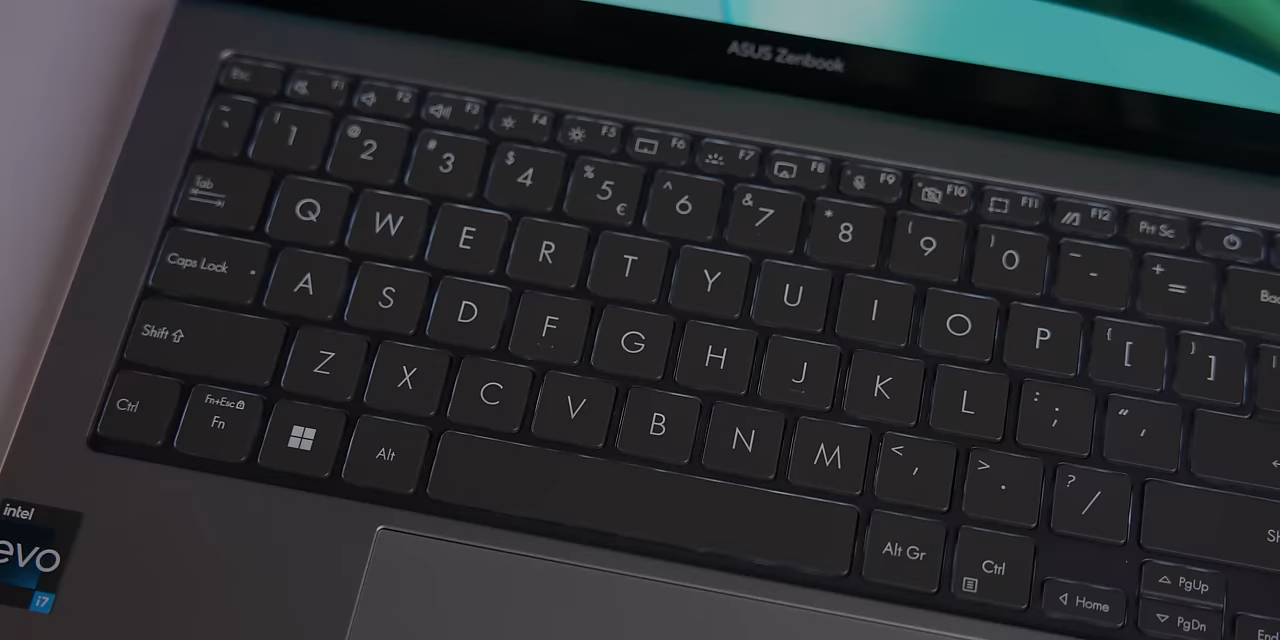 ASUS Zenbook
Esc F1 F2 F3 F4 F5 F6 F7 F8 F9 F10 F11 F12 Prt Sc
~ ` ! 1 @ 2 # 3 $ 4 % 5 € ^ 6 & 7 * 8 ( 9 ) 0 _ - + =
Tab Q W E R T Y U I O P { [ } ]
Caps Lock A S D F G H J K L : ; " '
Shift Z X C V B N M < , > . ? /
Ctrl Fn+Esc Fn Alt Alt Gr Ctrl Home PgUp
PgDn
intel
evo
i7